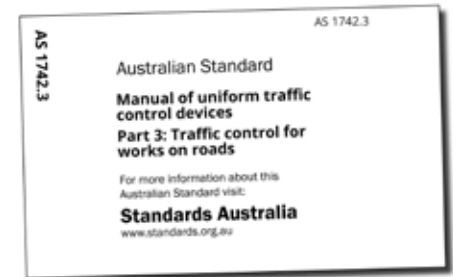 AS 1742.3
AS 1742.3
Australian Standard
Manual of uniform traffic
control devices
Part 3: Traffic control for
works on roads
For more information about this
Australian Standard visit:
Standards Australia
www.standards.org.au